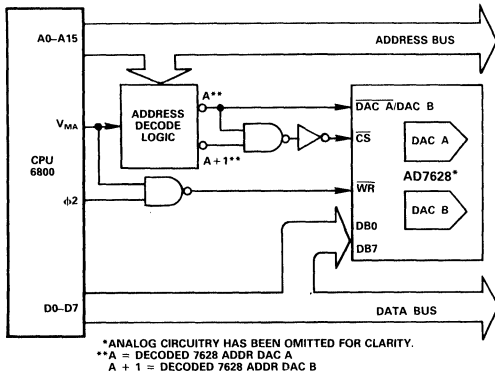 A0–A15
ADDRESS BUS
A**
ADDRESS
DECODE
LOGIC
DAC A/DAC B
VMA
A+1**
CS
DAC A
CPU
6800
AD7628*
WR
φ2
DB0
DAC B
DB7
D0–D7
DATA BUS
*ANALOG CIRCUITRY HAS BEEN OMITTED FOR CLARITY.
**A = DECODED 7628 ADDR DAC A
A + 1 = DECODED 7628 ADDR DAC B